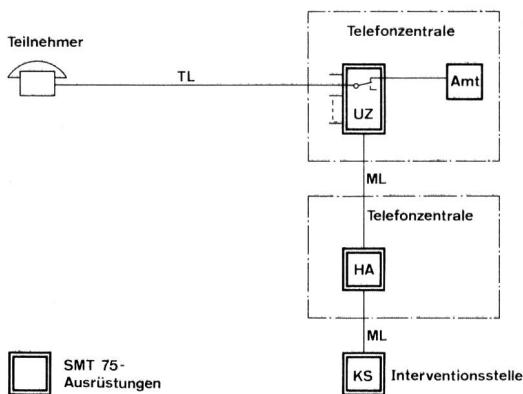 Teilnehmer
Telefonzentrale
TL
Amt
UZ
ML
Telefonzentrale
HA
ML
SMT 75-
Ausrüstungen
KS
Interventionsstelle